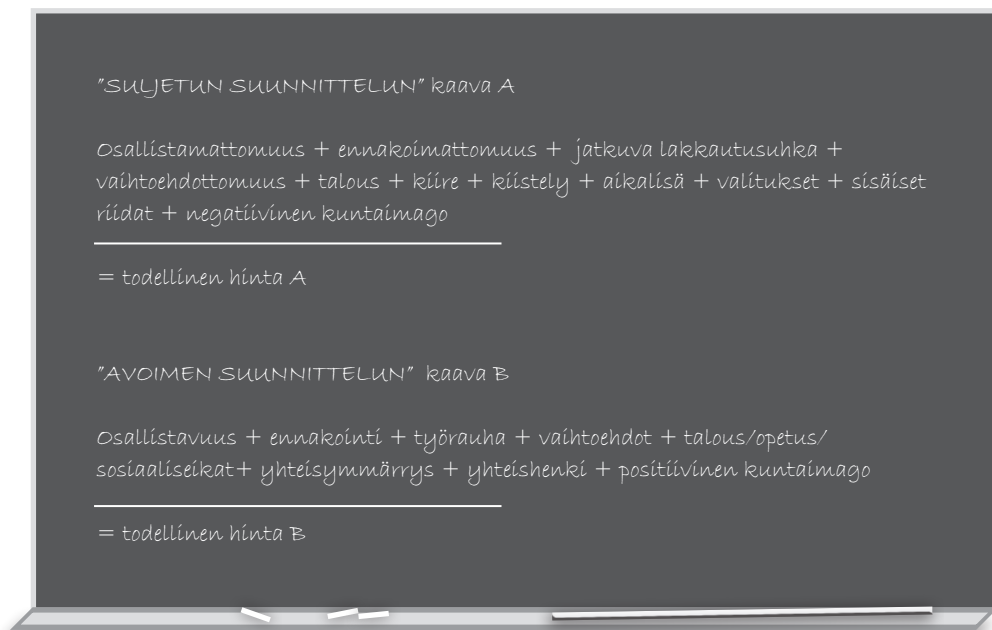 "SULJETUN SUUNNITTELUN" kaava A
Osallistamattomuus + ennakoimattomuus + jatkuva lakkautusuhka +
vaihtoehdottomuus + talous + kiire + kiistely + aikalisä + valitukset + sisäiset
riidat + negatiivinen kuntaimago
= todellinen hinta A
"AVOIMEN SUUNNITTELUN" kaava B
Osallistavuus + ennakointi + työrauha + vaihtoehdot + talous/opetus/
sosiaaliseikat+ yhteisymmärrys + yhteishenki + positiivinen kuntaimago
= todellinen hinta B